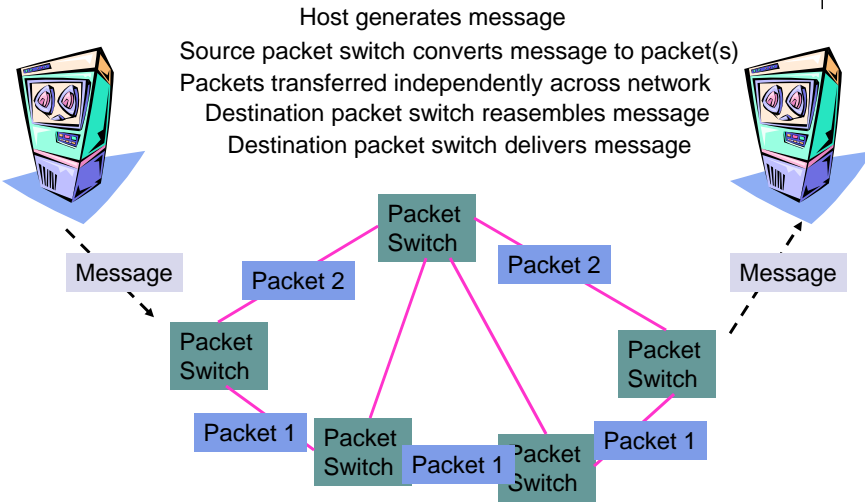 Host generates message
Source packet switch converts message to packet(s)
Packets transferred independently across network
Destination packet switch reasembles message
Destination packet switch delivers message
Packet
Switch
Message
Packet 2
Packet 2
Message
Packet
Switch
Packet
Switch
Packet 1
Packet
Switch
Packet 1
Packet
Switch
Packet 1